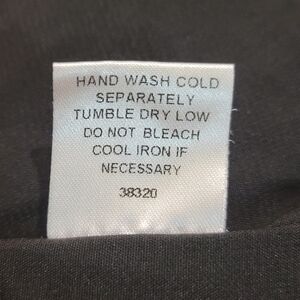 HAND WASH COLD
SEPARATELY
TUMBLE DRY LOW
DO NOT BLEACH
COOL IRON IF
NECESSARY
38320